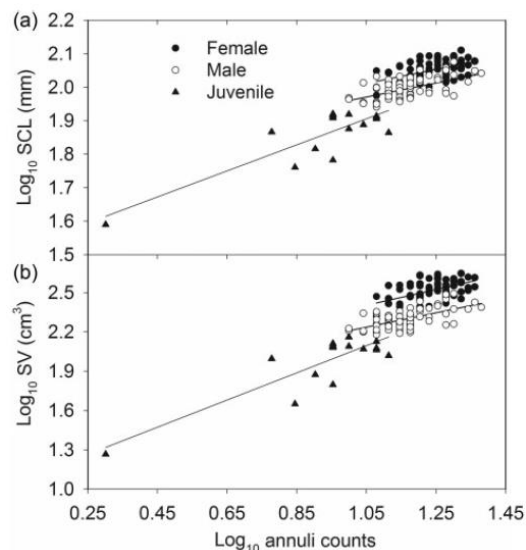 (a)
2.2
2.1
2.0
1.9
1.8
1.7
1.6
1.5
Log10 SCL (mm)
Female
Male
Juvenile
(b)
2.5
2.2
1.9
1.6
1.3
1.0
Log10 SV (cm3)
0.25 0.45 0.65 0.85 1.05 1.25 1.45
Log10 annuli counts